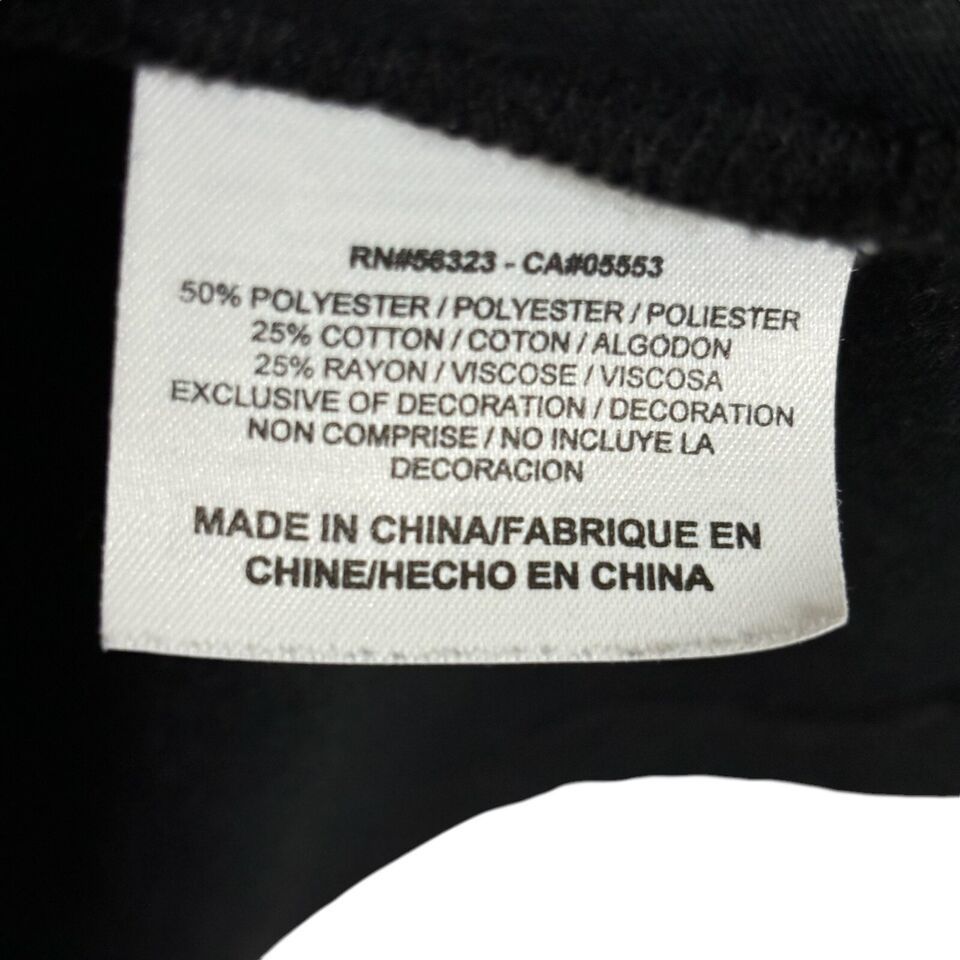 RN#56323 - CA#05553
50% POLYESTER / POLYESTER / POLIESTER
25% COTTON / COTON / ALGODON
25% RAYON / VISCOSE / VISCOSA
EXCLUSIVE OF DECORATION / DECORATION
NON COMPRISE / NO INCLUYE LA
DECORACION
MADE IN CHINA/FABRIQUE EN
CHINE/HECHO EN CHINA